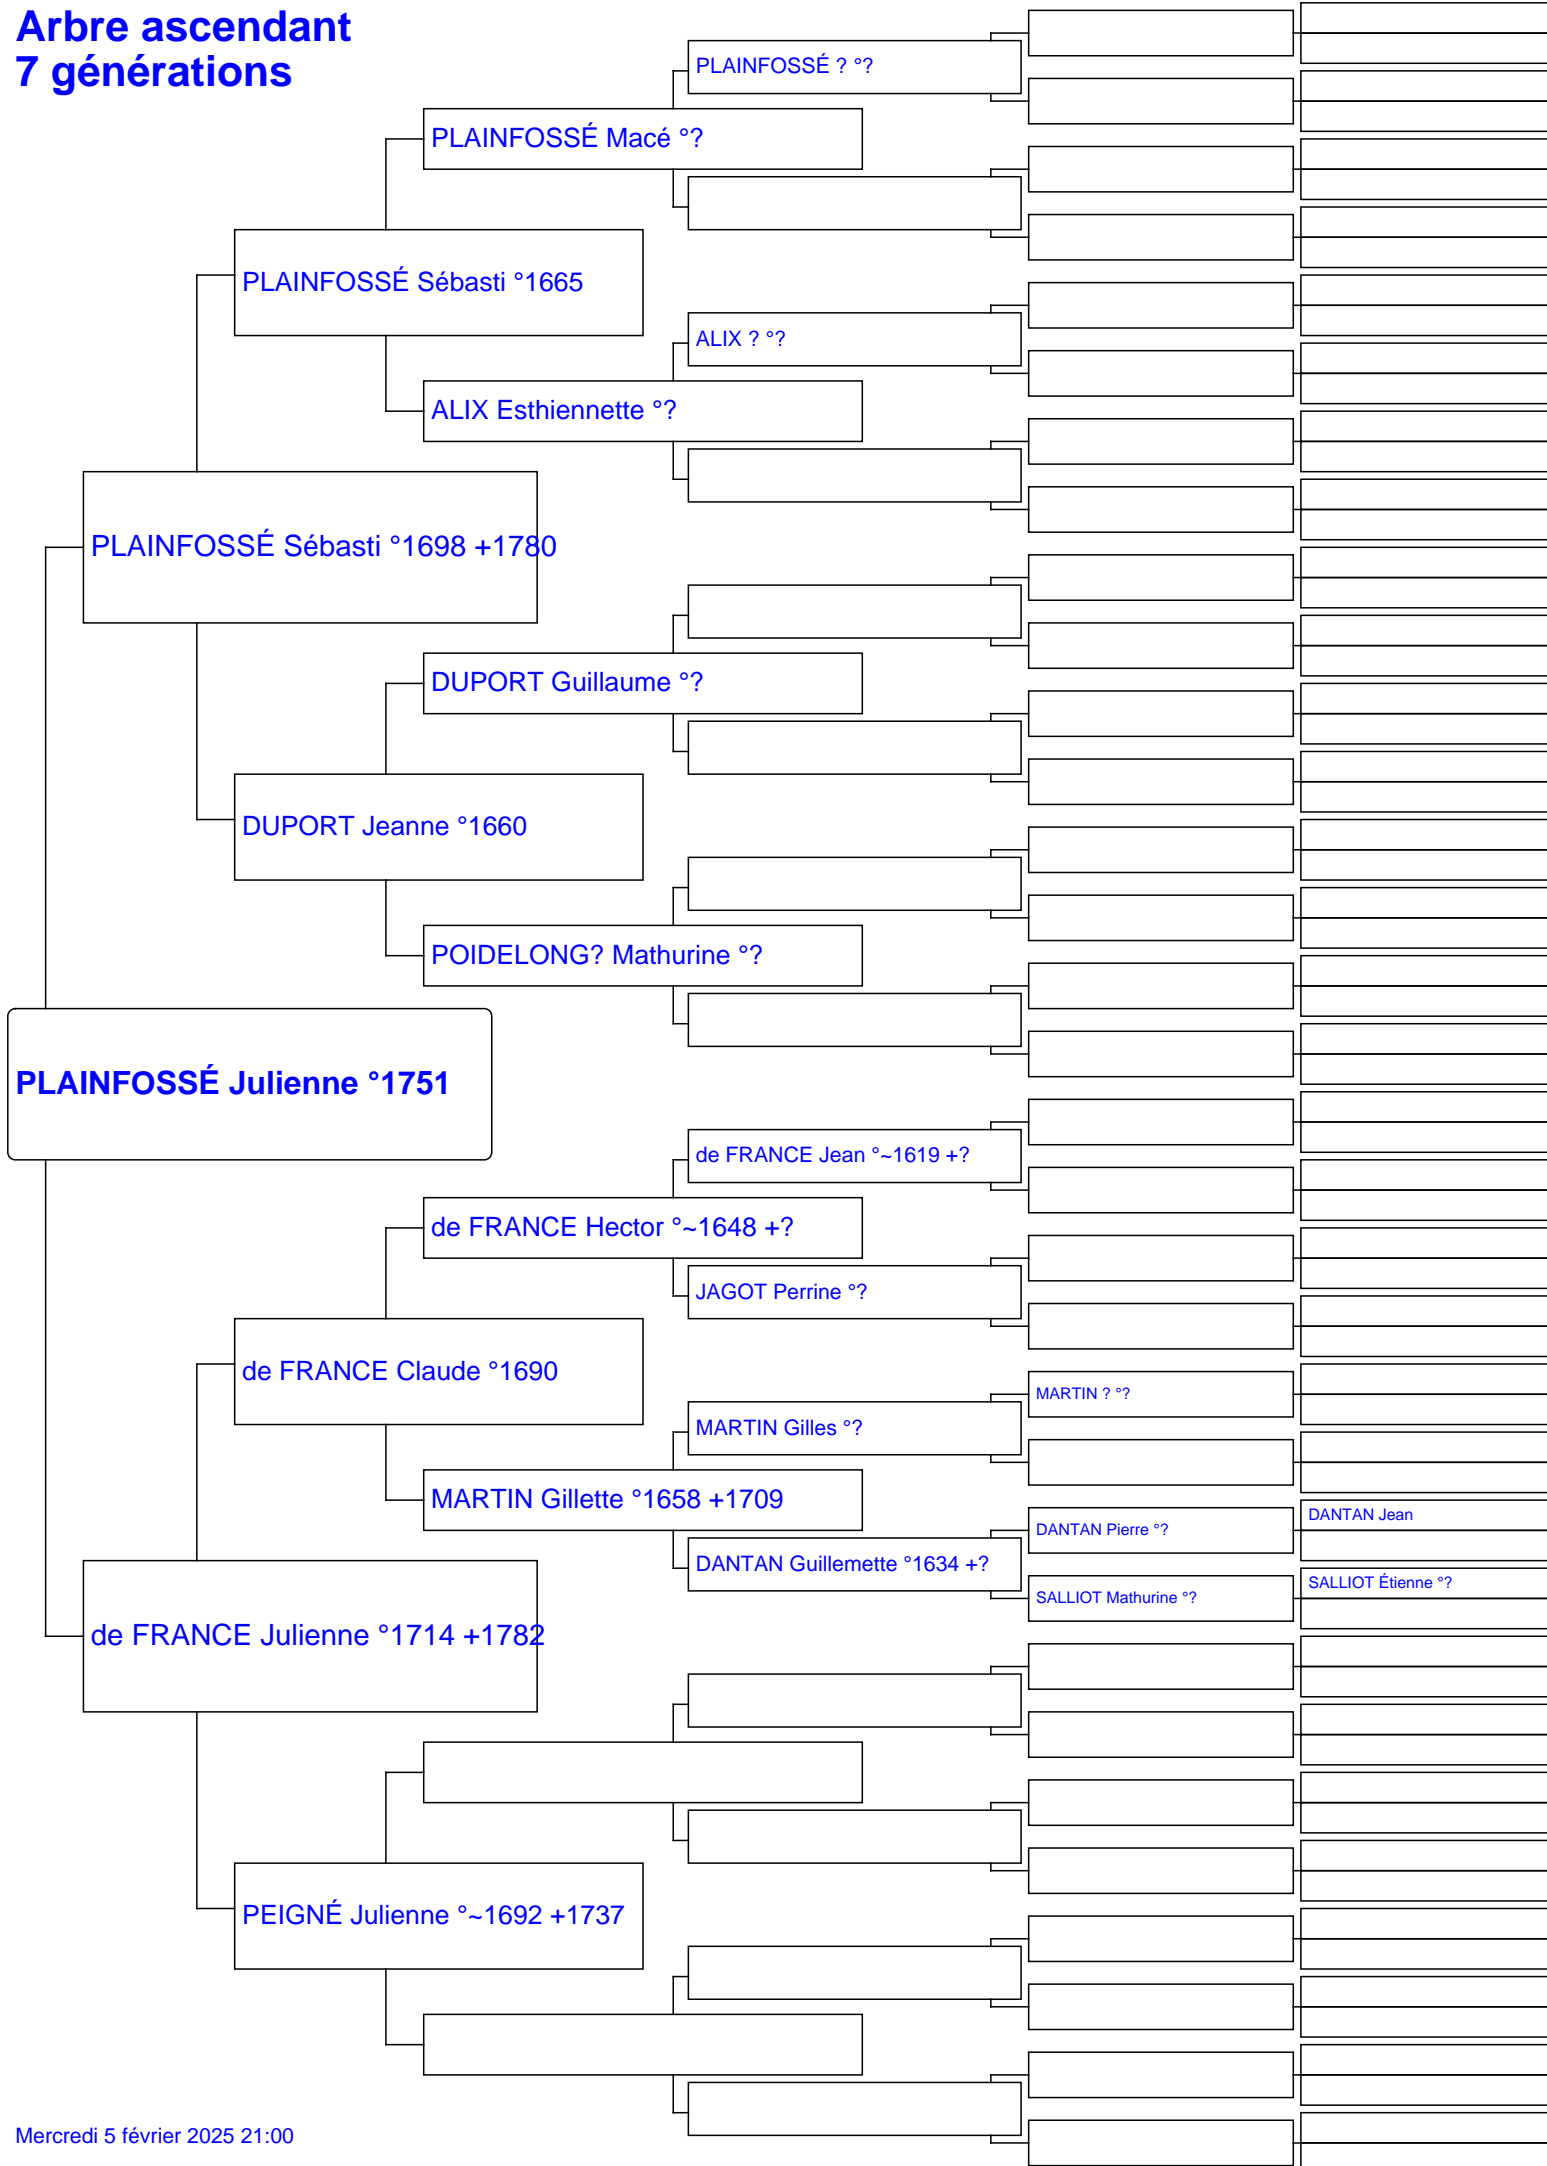 Arbre ascendant
7 générations
PLAINFOSSÉ ? °?
PLAINFOSSÉ Macé °?
PLAINFOSSÉ Sébasti °1665
ALIX ? °?
ALIX Esthiennette °?
PLAINFOSSÉ Sébasti °1698 +1780
DUPORT Guillaume °?
DUPORT Jeanne °1660
POIDELONG? Mathurine °?
PLAINFOSSÉ Julienne °1751
de FRANCE Jean °~1619 +?
de FRANCE Hector °~1648 +?
JAGOT Perrine °?
de FRANCE Claude °1690
MARTIN ? °?
MARTIN Gilles °?
MARTIN Gillette °1658 +1709
DANTAN Jean
DANTAN Pierre °?
DANTAN Guillemette °1634 +?
SALLIOT Étienne °?
SALLIOT Mathurine °?
de FRANCE Julienne °1714 +1782
PEIGNÉ Julienne °~1692 +1737
Mercredi 5 février 2025 21:00